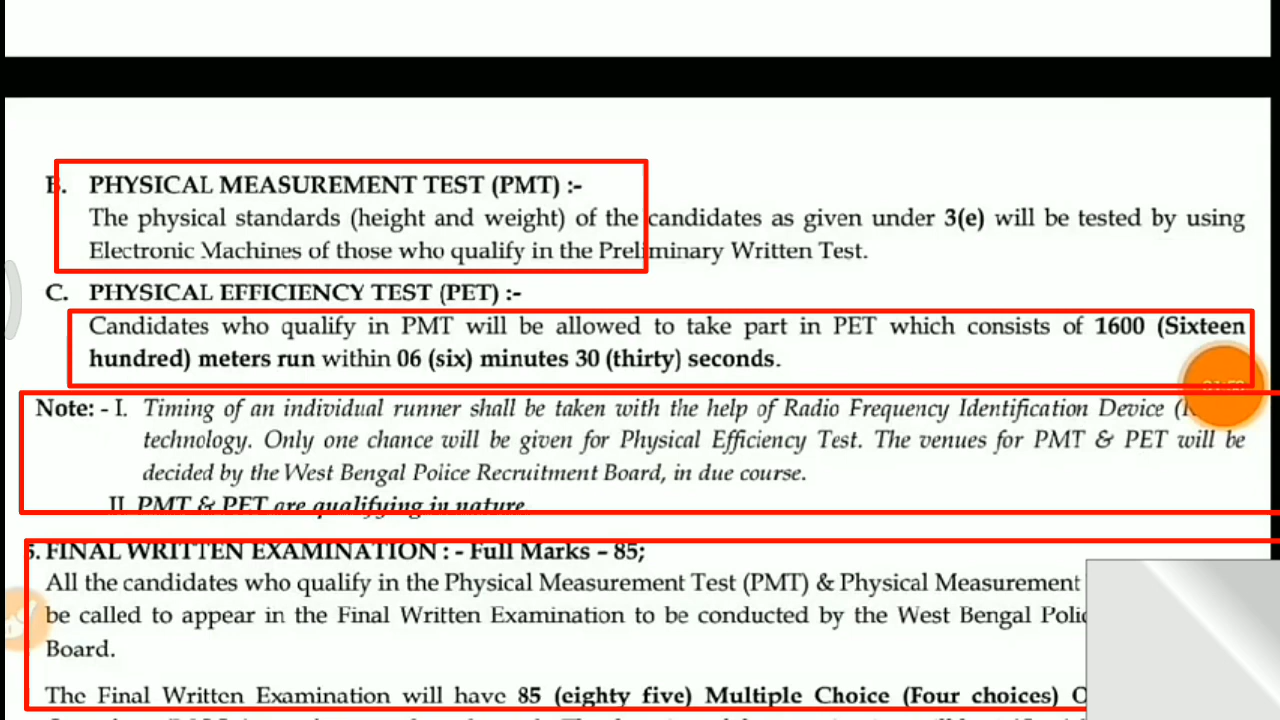 B. PHYSICAL MEASUREMENT TEST (PMT) :-
The physical standards (height and weight) of the candidates as given under 3(e) will be tested by using
Electronic Machines of those who qualify in the Preliminary Written Test.
C. PHYSICAL EFFICIENCY TEST (PET) :-
Candidates who qualify in PMT will be allowed to take part in PET which consists of 1600 (Sixteen
hundred) meters run within 06 (six) minutes 30 (thirty) seconds.
Note: - I. Timing of an individual runner shall be taken with the help of Radio Frequency Identification Device
technology. Only one chance will be given for Physical Efficiency Test. The venues for PMT & PET will be
decided by the West Bengal Police Recruitment Board, in due course.
II. PMT & PET are qualifying in nature.
5. FINAL WRITTEN EXAMINATION : - Full Marks – 85;
All the candidates who qualify in the Physical Measurement Test (PMT) & Physical Measurement
be called to appear in the Final Written Examination to be conducted by the West Bengal
Board.
The Final Written Examination will have 85 (eighty five) Multiple Choice (Four choices)